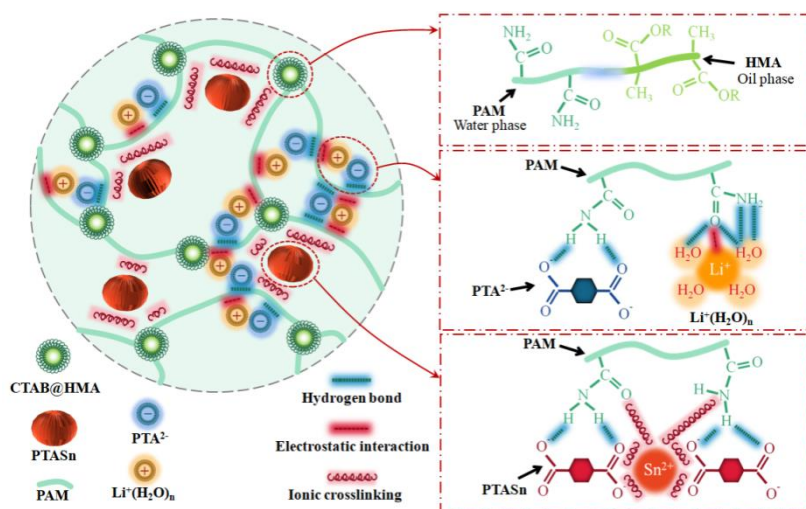 CTAB@HMA
PTASn
PAM
PTA²⁻
Li⁺(H₂O)ₙ
Hydrogen bond
Electrostatic interaction
Ionic crosslinking
NH₂
C
O
PAM
Water phase
C
O
NH₂
O
OR
C
CH₃
CH₃
C
O
OR
HMA
Oil phase
PAM
C
O
N
H
H
PTA²⁻
O
O
O
O⁻
C
O
NH₂
H₂O
H₂O
Li⁺
H₂O
H₂O
Li⁺(H₂O)ₙ
PAM
C
O
N
H
H
H
N
H
C
O
PTASn
O⁻
O
O
O⁻
Sn²⁺
O⁻
O
O
O⁻